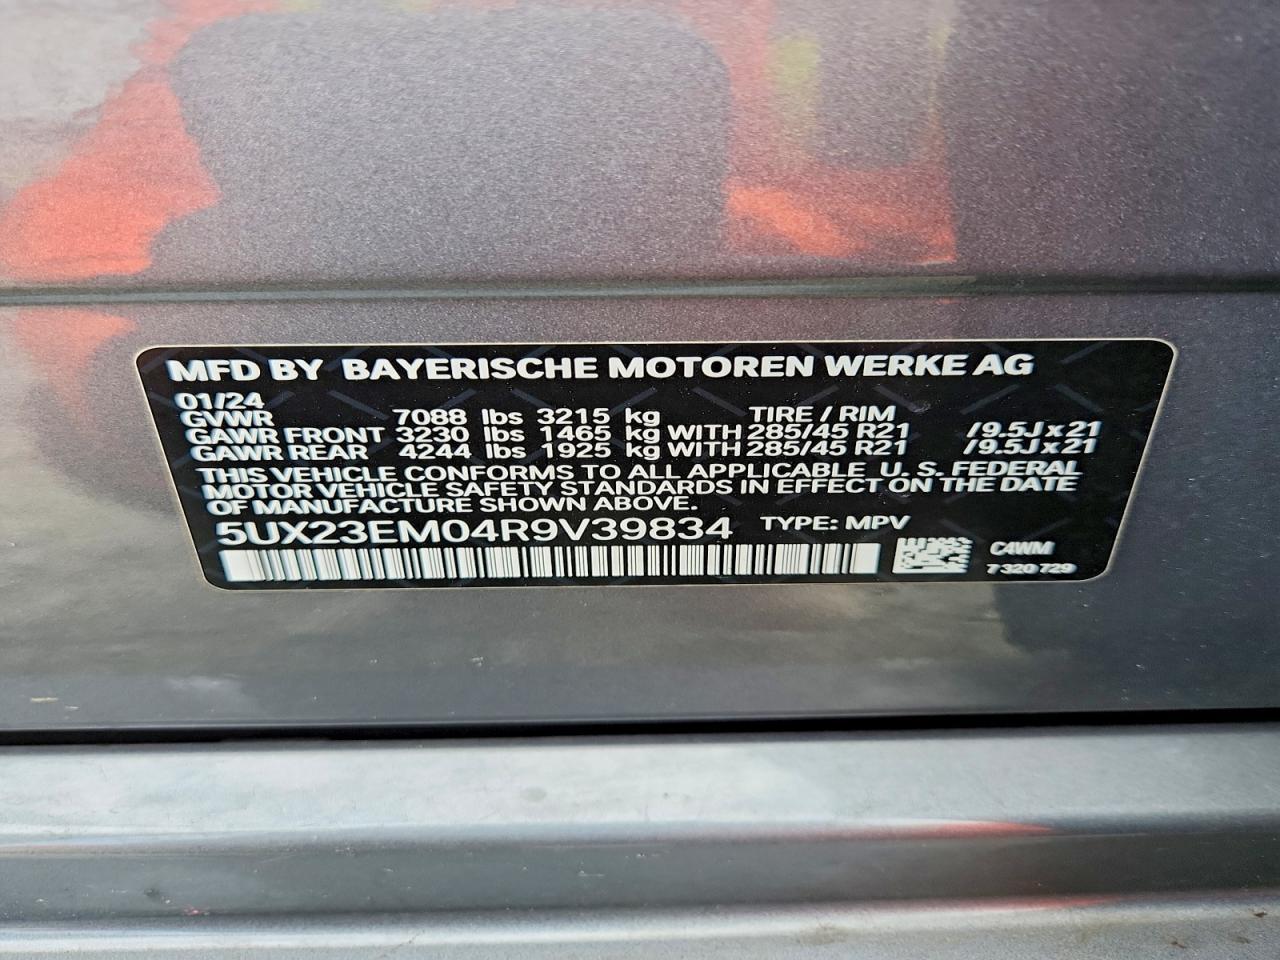 MFD BY BAYERISCHE MOTOREN WERKE AG
01/24
GVWR 7088 lbs 3215 kg TIRE / RIM
GAWR FRONT 3230 lbs 1465 kg WITH 285/45 R21 /9.5J x 21
GAWR REAR 4244 lbs 1925 kg WITH 285/45 R21 /9.5J x 21
THIS VEHICLE CONFORMS TO ALL APPLICABLE U. S. FEDERAL
MOTOR VEHICLE SAFETY STANDARDS IN EFFECT ON THE DATE
OF MANUFACTURE SHOWN ABOVE.
5UX23EM04R9V39834 TYPE: MPV
C4WM
7 320 729